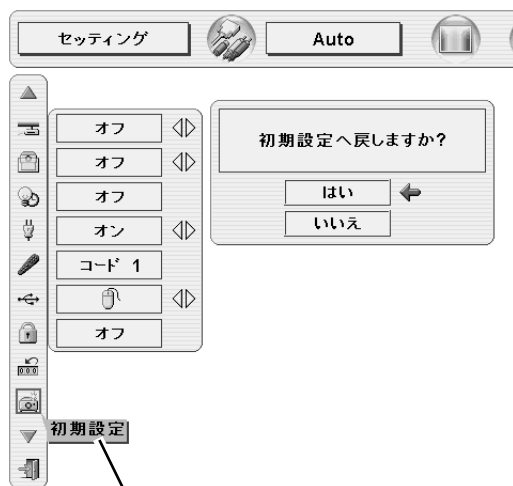 セッティング
Auto
オフ
オフ
オフ
オン
コード 1
オフ
初期設定へ戻しますか?
はい
いいえ
000
初期設定